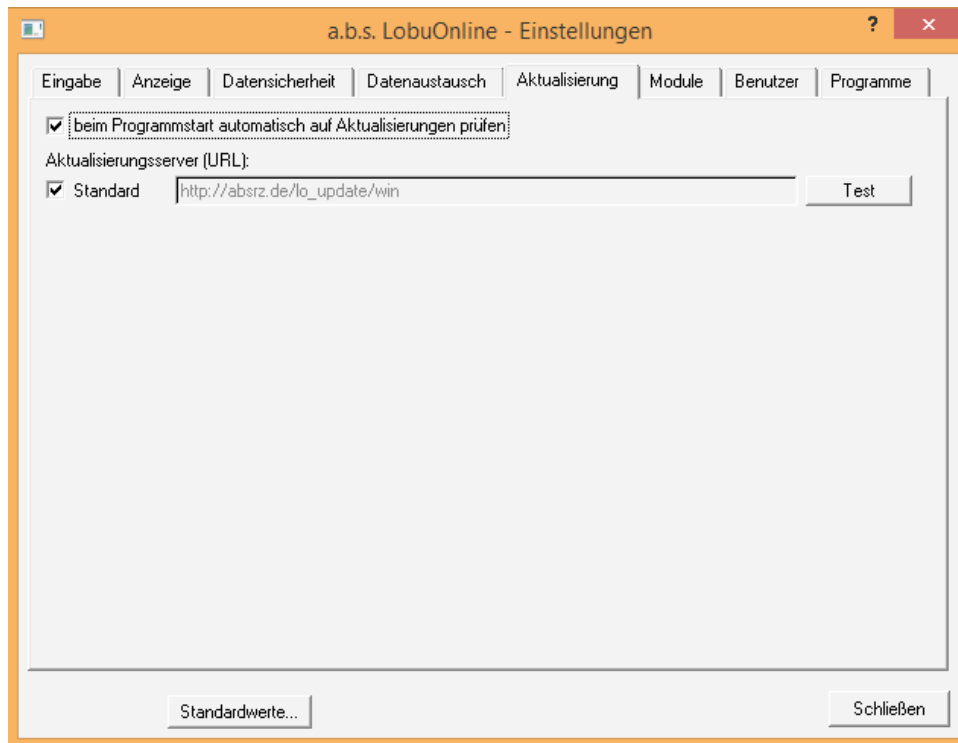 a.b.s. LobuOnline - Einstellungen ? ×
Eingabe Anzeige Datensicherheit Datenaustausch Aktualisierung Module Benutzer Programme
beim Programmstart automatisch auf Aktualisierungen prüfen
Aktualisierungsserver (URL):
Standard http://absrz.de/lo_update/win Test
Standardwerte... Schließen